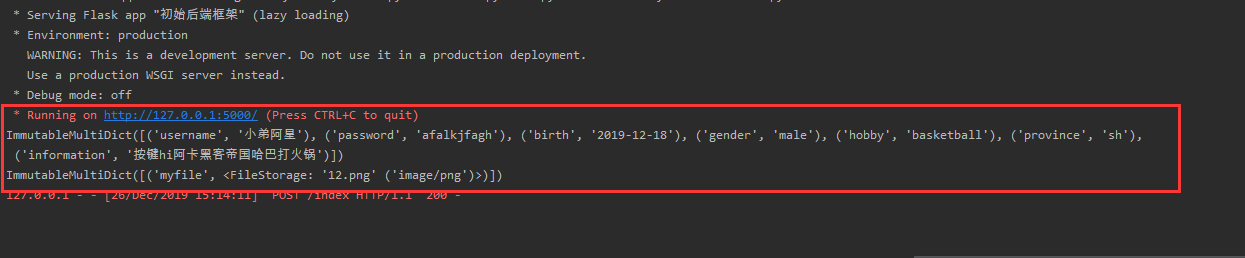 * Serving Flask app "初始后端框架" (lazy loading)
* Environment: production
WARNING: This is a development server. Do not use it in a production deployment.
Use a production WSGI server instead.
* Debug mode: off
* Running on http://127.0.0.1:5000/ (Press CTRL+C to quit)
ImmutableMultiDict([('username', '小弟阿星'), ('password', 'afalkjfagh'), ('birth', '2019-12-18'), ('gender', 'male'), ('hobby', 'basketball'), ('province', 'sh'),
('information', '按键hi阿卡黑客帝国哈巴打火锅')])
ImmutableMultiDict([('myfile', <FileStorage: '12.png' ('image/png')>)])
127.0.0.1 - - [26/Dec/2019 15:14:11] "POST /index HTTP/1.1" 200 -